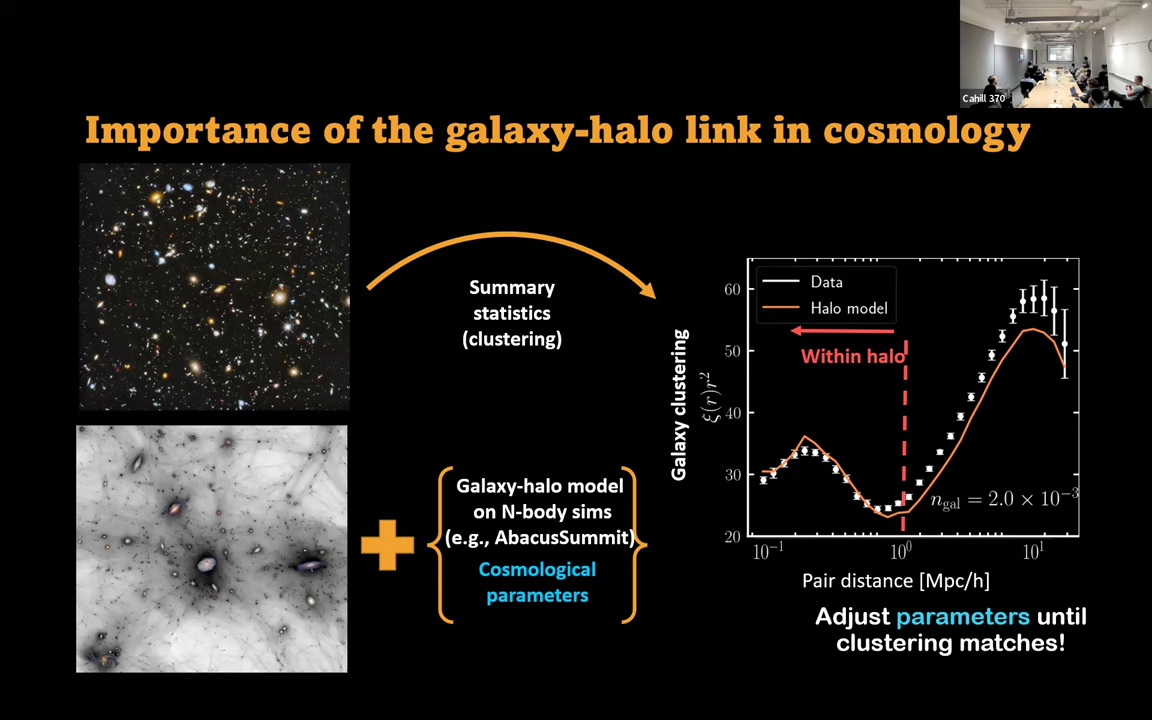 Cahill 370
Importance of the galaxy-halo link in cosmology
Summary
statistics
(clustering)
Galaxy-halo model
on N-body sims
(e.g., AbacusSummit)
Cosmological
parameters
Galaxy clustering
ξ(r)r²
60
50
40
30
20
Data
Halo model
Within halo
n_gal = 2.0 × 10⁻³
10⁻¹
10⁰
10¹
Pair distance [Mpc/h]
Adjust parameters until
clustering matches!